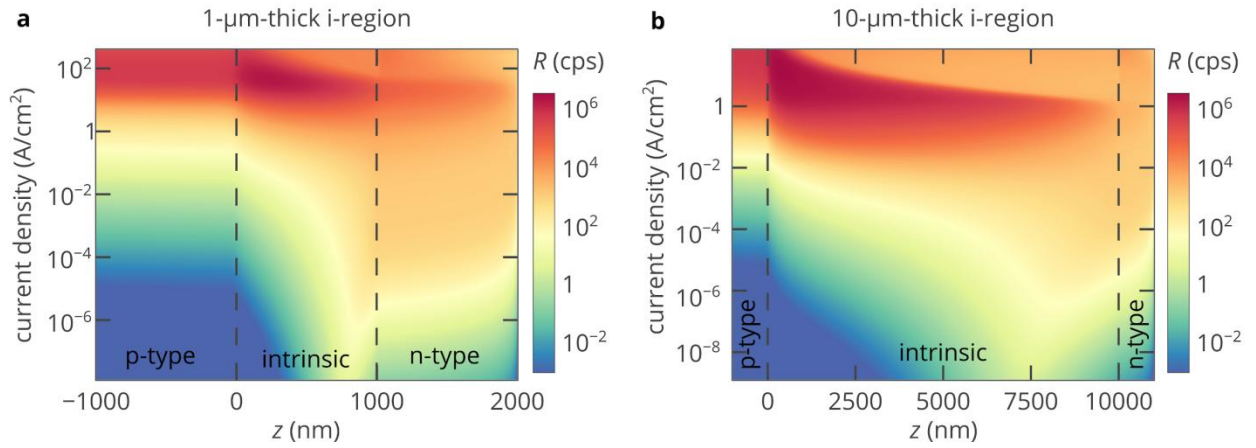 a
1-μm-thick i-region
current density (A/cm²)
10²
1
10⁻²
10⁻⁴
10⁻⁶
p-type
intrinsic
n-type
−1000
0
1000
2000
z (nm)
R (cps)
10⁶
10⁴
10²
1
10⁻²
b
10-μm-thick i-region
current density (A/cm²)
1
10⁻²
10⁻⁴
10⁻⁶
10⁻⁸
p-type
intrinsic
n-type
0
2500
5000
7500
10000
z (nm)
R (cps)
10⁶
10⁴
10²
1
10⁻²